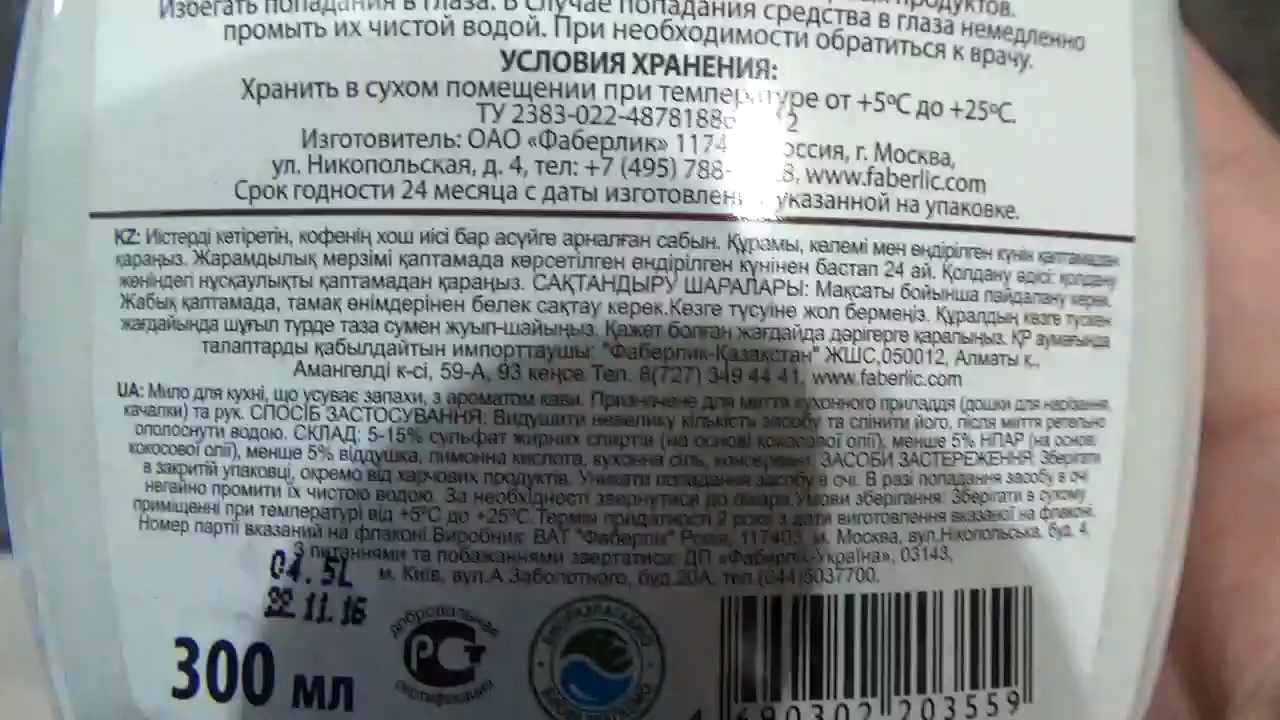 Избегать попадания в глаза. В случае попадания средства в глаза немедленно
промыть их чистой водой. При необходимости обратиться к врачу.
УСЛОВИЯ ХРАНЕНИЯ:
Хранить в сухом помещении при температуре от +5ºС до +25ºС.
ТУ 2383-022-
Изготовитель: ОАО «Фаберлик» г. Москва,
ул. Никопольская, д. 4, тел: +7 (495) www.faberlic.com
Срок годности 24 месяца с даты указанной на упаковке.
KZ: Иістерді кетіретін, кофенің хош иісі бар асүйге арналған сабын. Құрамы, көлемі мен өндірілген күнін қаптамадан
қараңыз. Жарамдылық мерзімі қаптамада көрсетілген өндірілген күнінен бастап 24 ай. Қолдану әдісі: қолдану
жөніндегі нұсқаулықты қаптамадан қараңыз. САҚТАНДЫРУ ШАРАЛАРЫ: Мақсаты бойынша пайдалану керек.
Жабық қаптамада, тамақ өнімдерінен бөлек сақтау керек.Көзге түсуіне жол бермеңіз. Құралдың көзге түскен
жағдайында шұғыл түрде таза сумен жуып-шайыңыз. Қажет болған жағдайда дәрігерге қаралыңыз. ҚР аумағында
талаптарды қабылдайтын импорттаушы: "Фаберлик-Қазақстан" ЖШС,050012, Алматы қ.,
Амангелді к-сі, 59-А, 93 кеңсе Тел. 8(727) 349 44 41, www.faberlic.com
UA: Мило для кухні, що усуває запахи, з ароматом кави. Призначене для миття кухонного приладдя (дошки для нарізання,
качалки) та рук. СПОСІБ ЗАСТОСУВАННЯ: Видушити невелику кількість засобу та спінити його, після миття ретельно
ополоснути водою. СКЛАД: 5-15% сульфат жирних спиртів (на основі кокосової олії), менше 5% НПАР (на основі
кокосової олії), менше 5% віддушка, лимонна кислота, кухонна сіль, консервант. ЗАСОБИ ЗАСТЕРЕЖЕННЯ: Зберігати
в закритій упаковці, окремо від харчових продуктів. Уникати попадання засобу в очі. В разі попадання засобу в очі
негайно промити їх чистою водою. За необхідності звернутися до лікаря.Умови зберігання: Зберігати в сухому
приміщенні при температурі від +5ºС до +25ºС.Термін придатності 2 роки з дати виготовлення вказаної на флаконі.
Номер партії вказаний на флаконі.Виробник: ВАТ "Фаберлік" Росія, 117403, м. Москва, вул.Нікопольська, буд. 4.
З питаннями та побажаннями звертатися: ДП «Фаберлік-Україна», 03143,
м. Київ, вул.А.Заболотного, буд.20А, тел.(044)5037700.
04. 5L
11.16
300 мл
добровольная
РСТ
сертификация
690302 203559